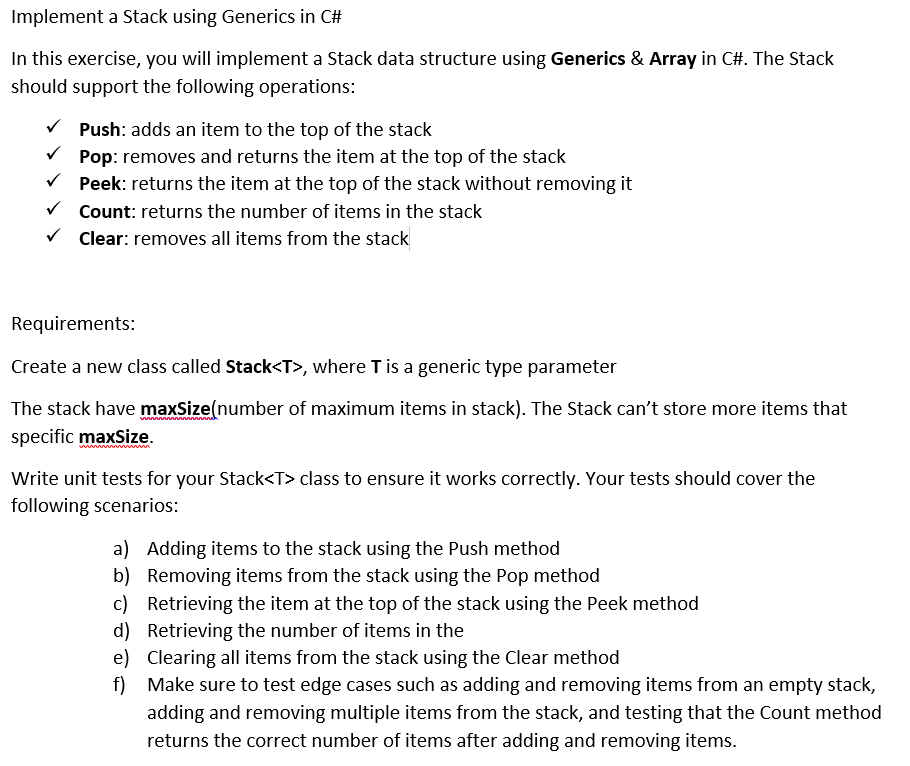 Implement a Stack using Generics in C#
In this exercise, you will implement a Stack data structure using Generics & Array in C#. The Stack
should support the following operations:
✓ Push: adds an item to the top of the stack
✓ Pop: removes and returns the item at the top of the stack
✓ Peek: returns the item at the top of the stack without removing it
✓ Count: returns the number of items in the stack
✓ Clear: removes all items from the stack
Requirements:
Create a new class called Stack<T>, where T is a generic type parameter
The stack have maxSize(number of maximum items in stack). The Stack can’t store more items that
specific maxSize.
Write unit tests for your Stack<T> class to ensure it works correctly. Your tests should cover the
following scenarios:
a) Adding items to the stack using the Push method
b) Removing items from the stack using the Pop method
c) Retrieving the item at the top of the stack using the Peek method
d) Retrieving the number of items in the
e) Clearing all items from the stack using the Clear method
f) Make sure to test edge cases such as adding and removing items from an empty stack,
adding and removing multiple items from the stack, and testing that the Count method
returns the correct number of items after adding and removing items.